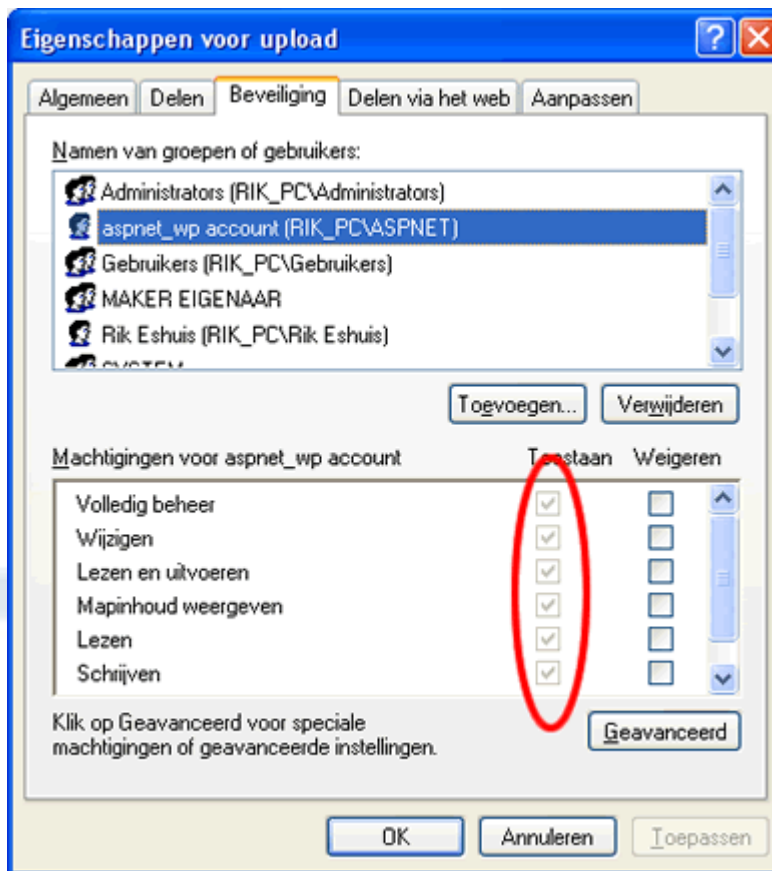 Eigenschappen voor upload
Algemeen Delen Beveiliging Delen via het web Aanpassen
Namen van groepen of gebruikers:
Administrators (RIK_PC\Administrators)
aspnet_wp account (RIK_PC\ASPNET)
Gebruikers (RIK_PC\Gebruikers)
MAKER EIGENAAR
Rik Eshuis (RIK_PC\Rik Eshuis)
SYSTEM
Toevoegen... Verwijderen
Machtigingen voor aspnet_wp account Toestaan Weigeren
Volledig beheer
Wijzigen
Lezen en uitvoeren
Mapinhoud weergeven
Lezen
Schrijven
Klik op Geavanceerd voor speciale
machtigingen of geavanceerde instellingen.
Geavanceerd
OK Annuleren Toepassen